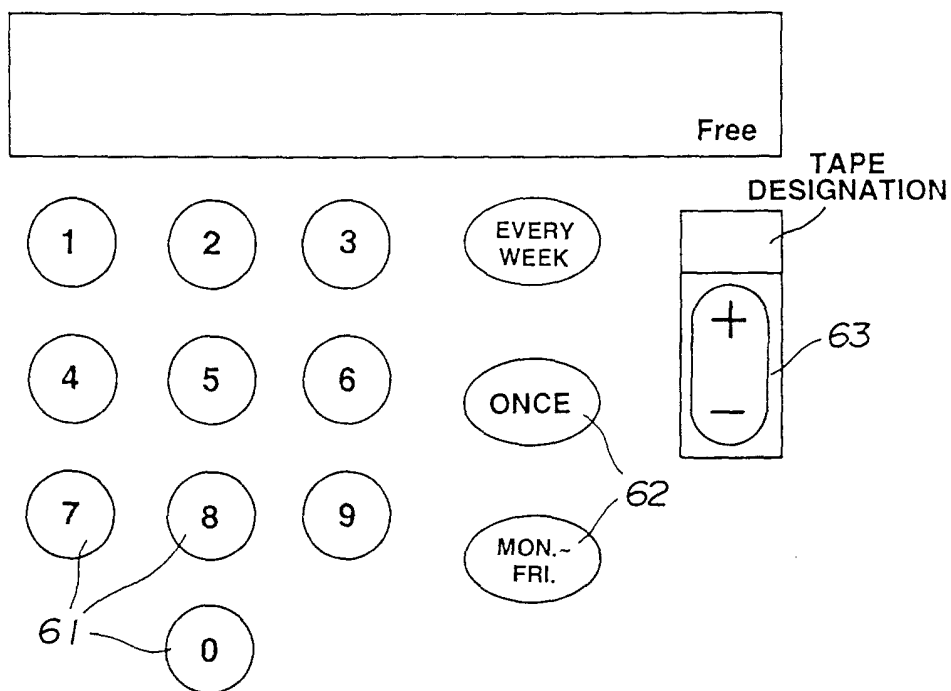 Free
TAPE
DESIGNATION
1 2 3
EVERY
WEEK
+
63
4 5 6
ONCE
−
62
7 8 9
MON.~
FRI.
61
0